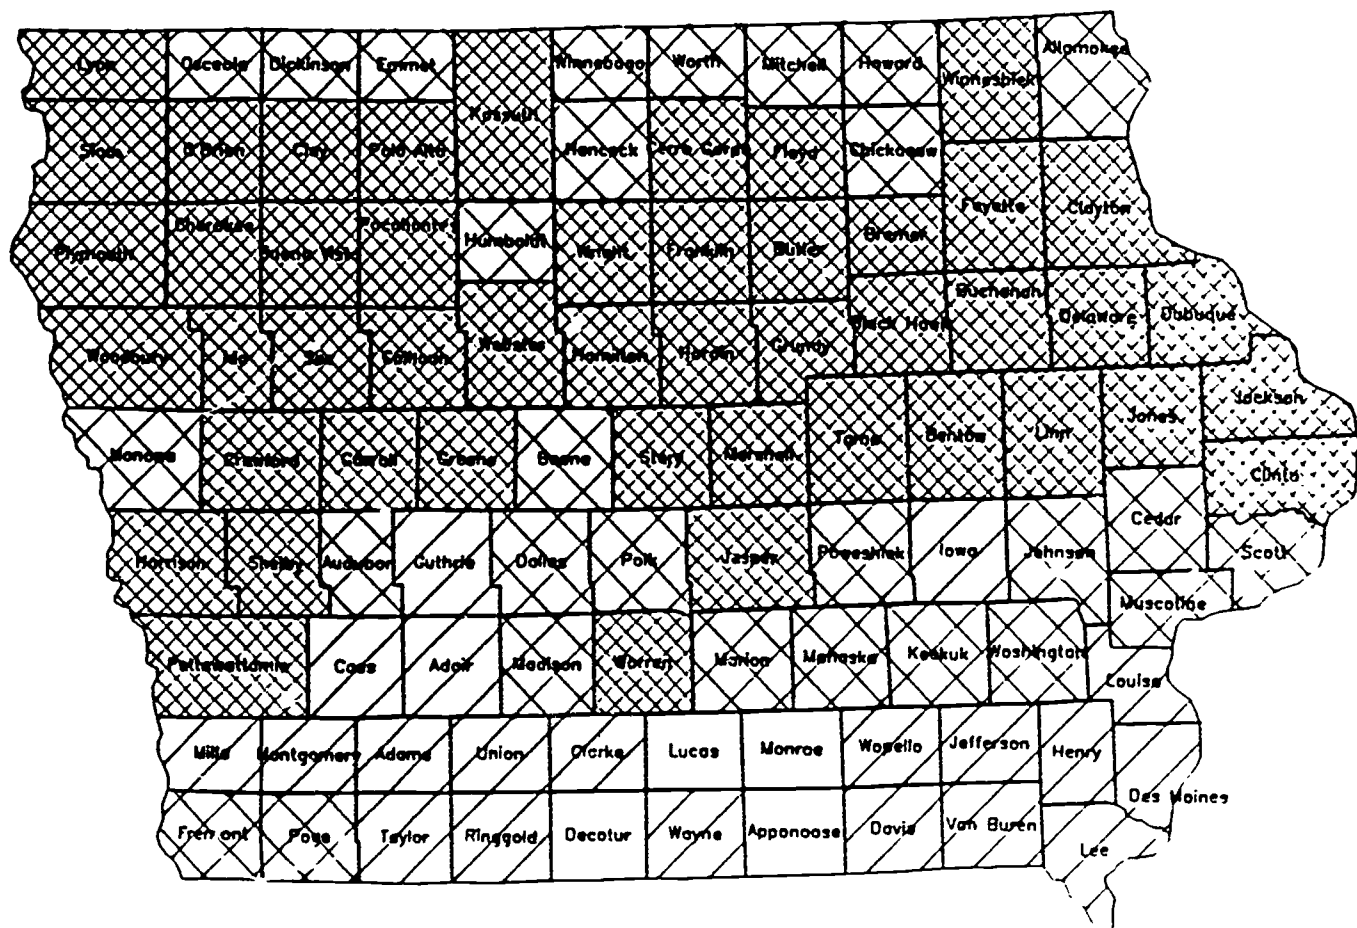 Lyon Osceola Dickinson Emmet Winnebago Worth Mitchell Howard Winneshiek Allamakee
Kossuth
Sioux O'Brien Clay Palo Alto Hancock Cerro Gordo Floyd Chickasaw
Fayette Clayton
Plymouth Cherokee Buena Vista Pocahontas Humboldt Wright Franklin Butler Bremer
Woodbury Ida Sac Calhoun Webster Hamilton Hardin Grundy Black Hawk Buchanan Delaware Dubuque
Monona Crawford Carroll Greene Boone Story Marshall Tama Benton Linn Jones Jackson
Clinto
Harrison Shelby Audubon Guthrie Dallas Polk Jasper Poweshiek Iowa Johnson Cedar Scott
Muscatine
Pottawattamie Cass Adair Madison Warren Marion Mahaska Keokuk Washington Louisa
Mills Montgomery Adams Union Clarke Lucas Monroe Wapello Jefferson Henry Des Moines
Fremont Page Taylor Ringgold Decatur Wayne Appanoose Davis Van Buren Lee